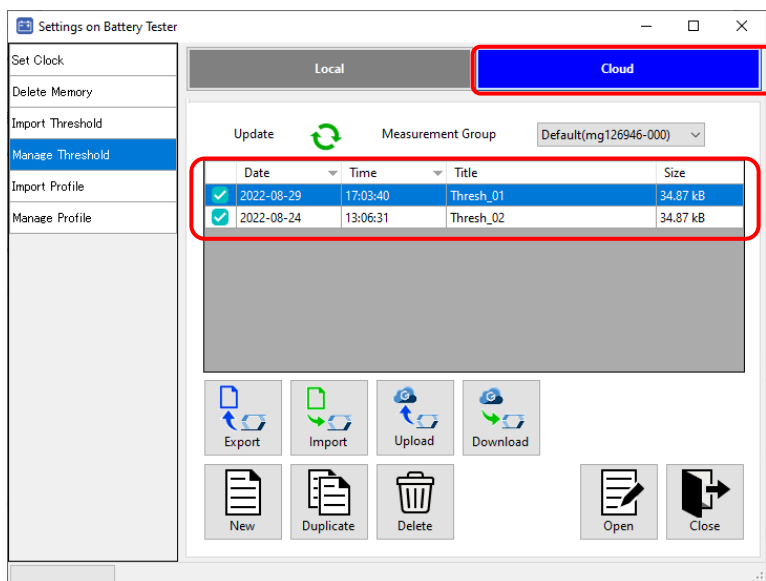 Settings on Battery Tester
Set Clock
Delete Memory
Import Threshold
Manage Threshold
Import Profile
Manage Profile
Local Cloud
Update Measurement Group Default(mg126946-000)
Date Time Title Size
2022-08-29 17:03:40 Thresh_01 34.87 kB
2022-08-24 13:06:31 Thresh_02 34.87 kB
Export Import Upload Download
New Duplicate Delete Open Close